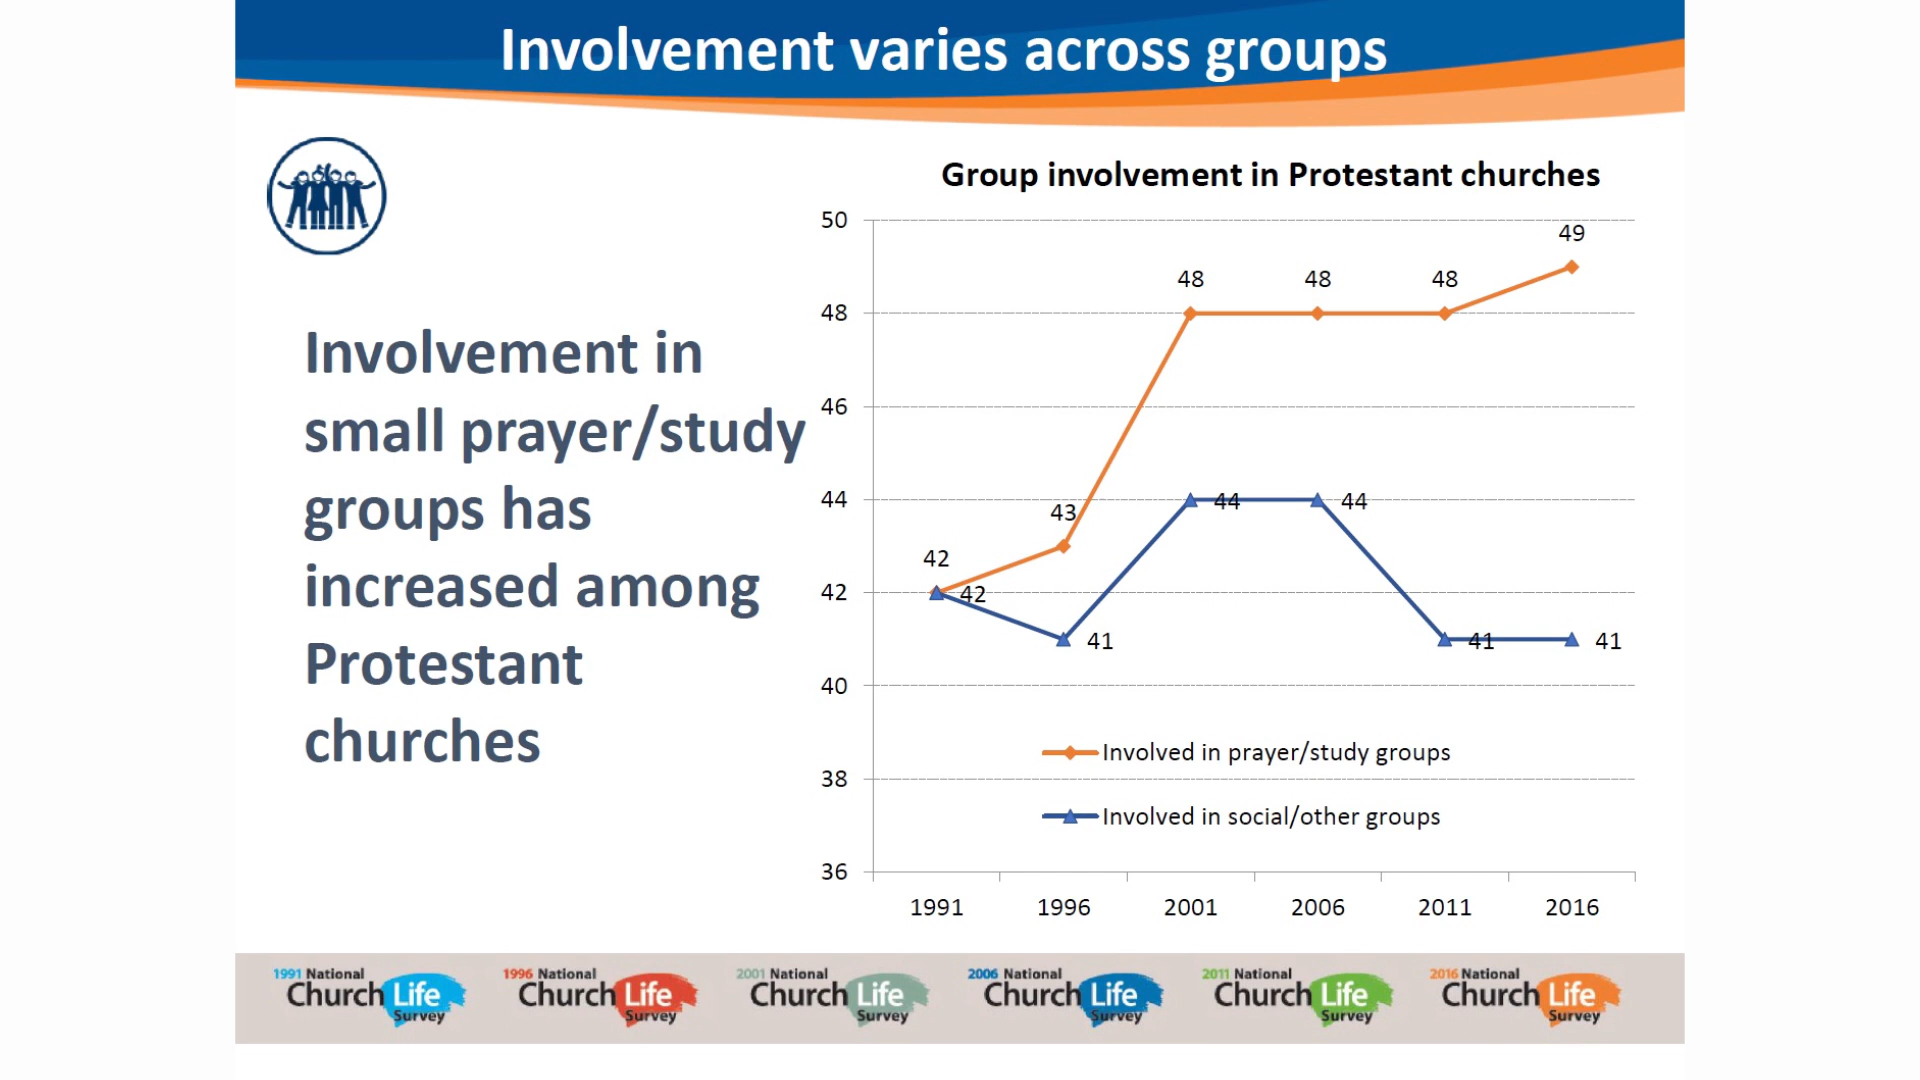 Involvement varies across groups
Involvement in
small prayer/study
groups has
increased among
Protestant
churches
Group involvement in Protestant churches
50
48
46
44
42
40
38
36
42
43
48
48
48
49
42
41
44
44
41
41
Involved in prayer/study groups
Involved in social/other groups
1991
1996
2001
2006
2011
2016
1991 National
Church Life
Survey
1996 National
Church Life
Survey
2001 National
Church Life
Survey
2006 National
Church Life
Survey
2011 National
Church Life
Survey
2016 National
Church Life
Survey